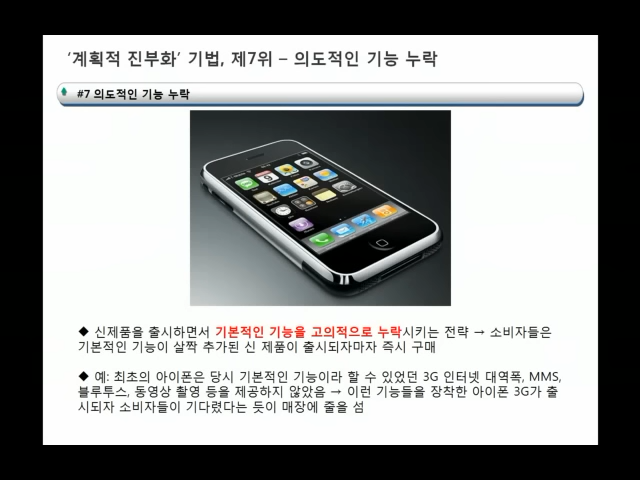 ‘계획적 진부화’ 기법, 제7위 – 의도적인 기능 누락
#7 의도적인 기능 누락
◆ 신제품을 출시하면서 기본적인 기능을 고의적으로 누락시키는 전략 → 소비자들은
기본적인 기능이 살짝 추가된 신 제품이 출시되자마자 즉시 구매
◆ 예: 최초의 아이폰은 당시 기본적인 기능이라 할 수 있었던 3G 인터넷 대역폭, MMS,
블루투스, 동영상 촬영 등을 제공하지 않았음 → 이런 기능들을 장착한 아이폰 3G가 출
시되자 소비자들이 기다렸다는 듯이 매장에 줄을 섬